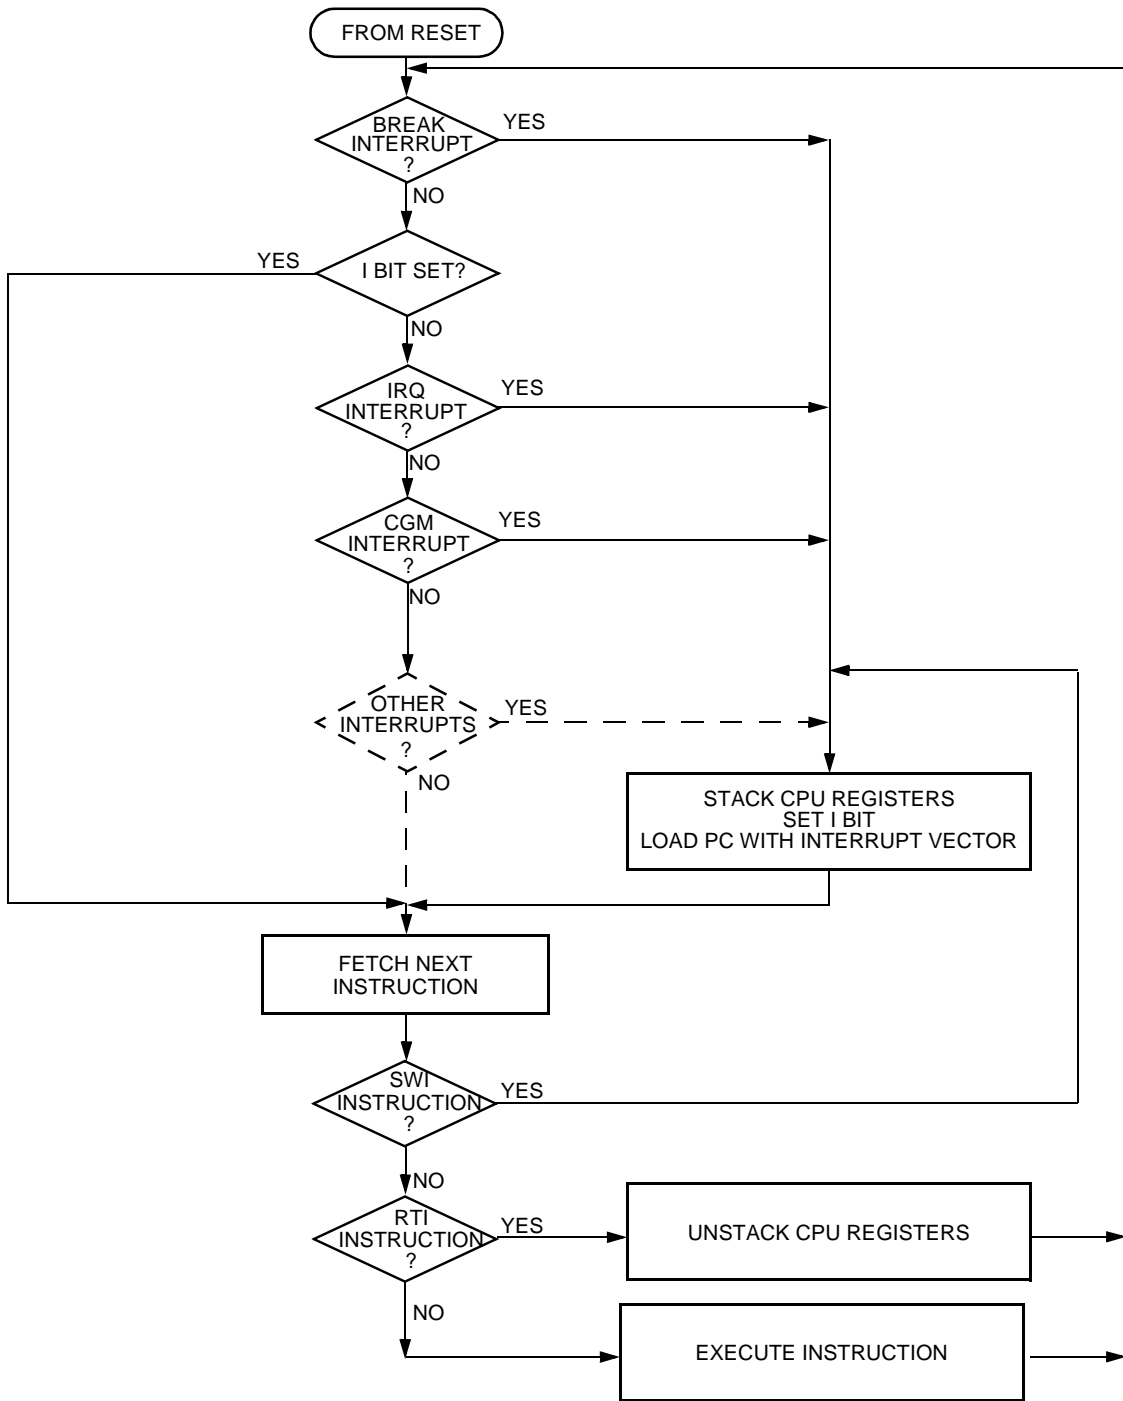 FROM RESET
BREAK
INTERRUPT
?
YES
NO
I BIT SET?
YES
NO
IRQ
INTERRUPT
?
YES
NO
CGM
INTERRUPT
?
YES
NO
OTHER
INTERRUPTS
?
YES
NO
STACK CPU REGISTERS
SET I BIT
LOAD PC WITH INTERRUPT VECTOR
FETCH NEXT
INSTRUCTION
SWI
INSTRUCTION
?
YES
NO
RTI
INSTRUCTION
?
YES
UNSTACK CPU REGISTERS
NO
EXECUTE INSTRUCTION